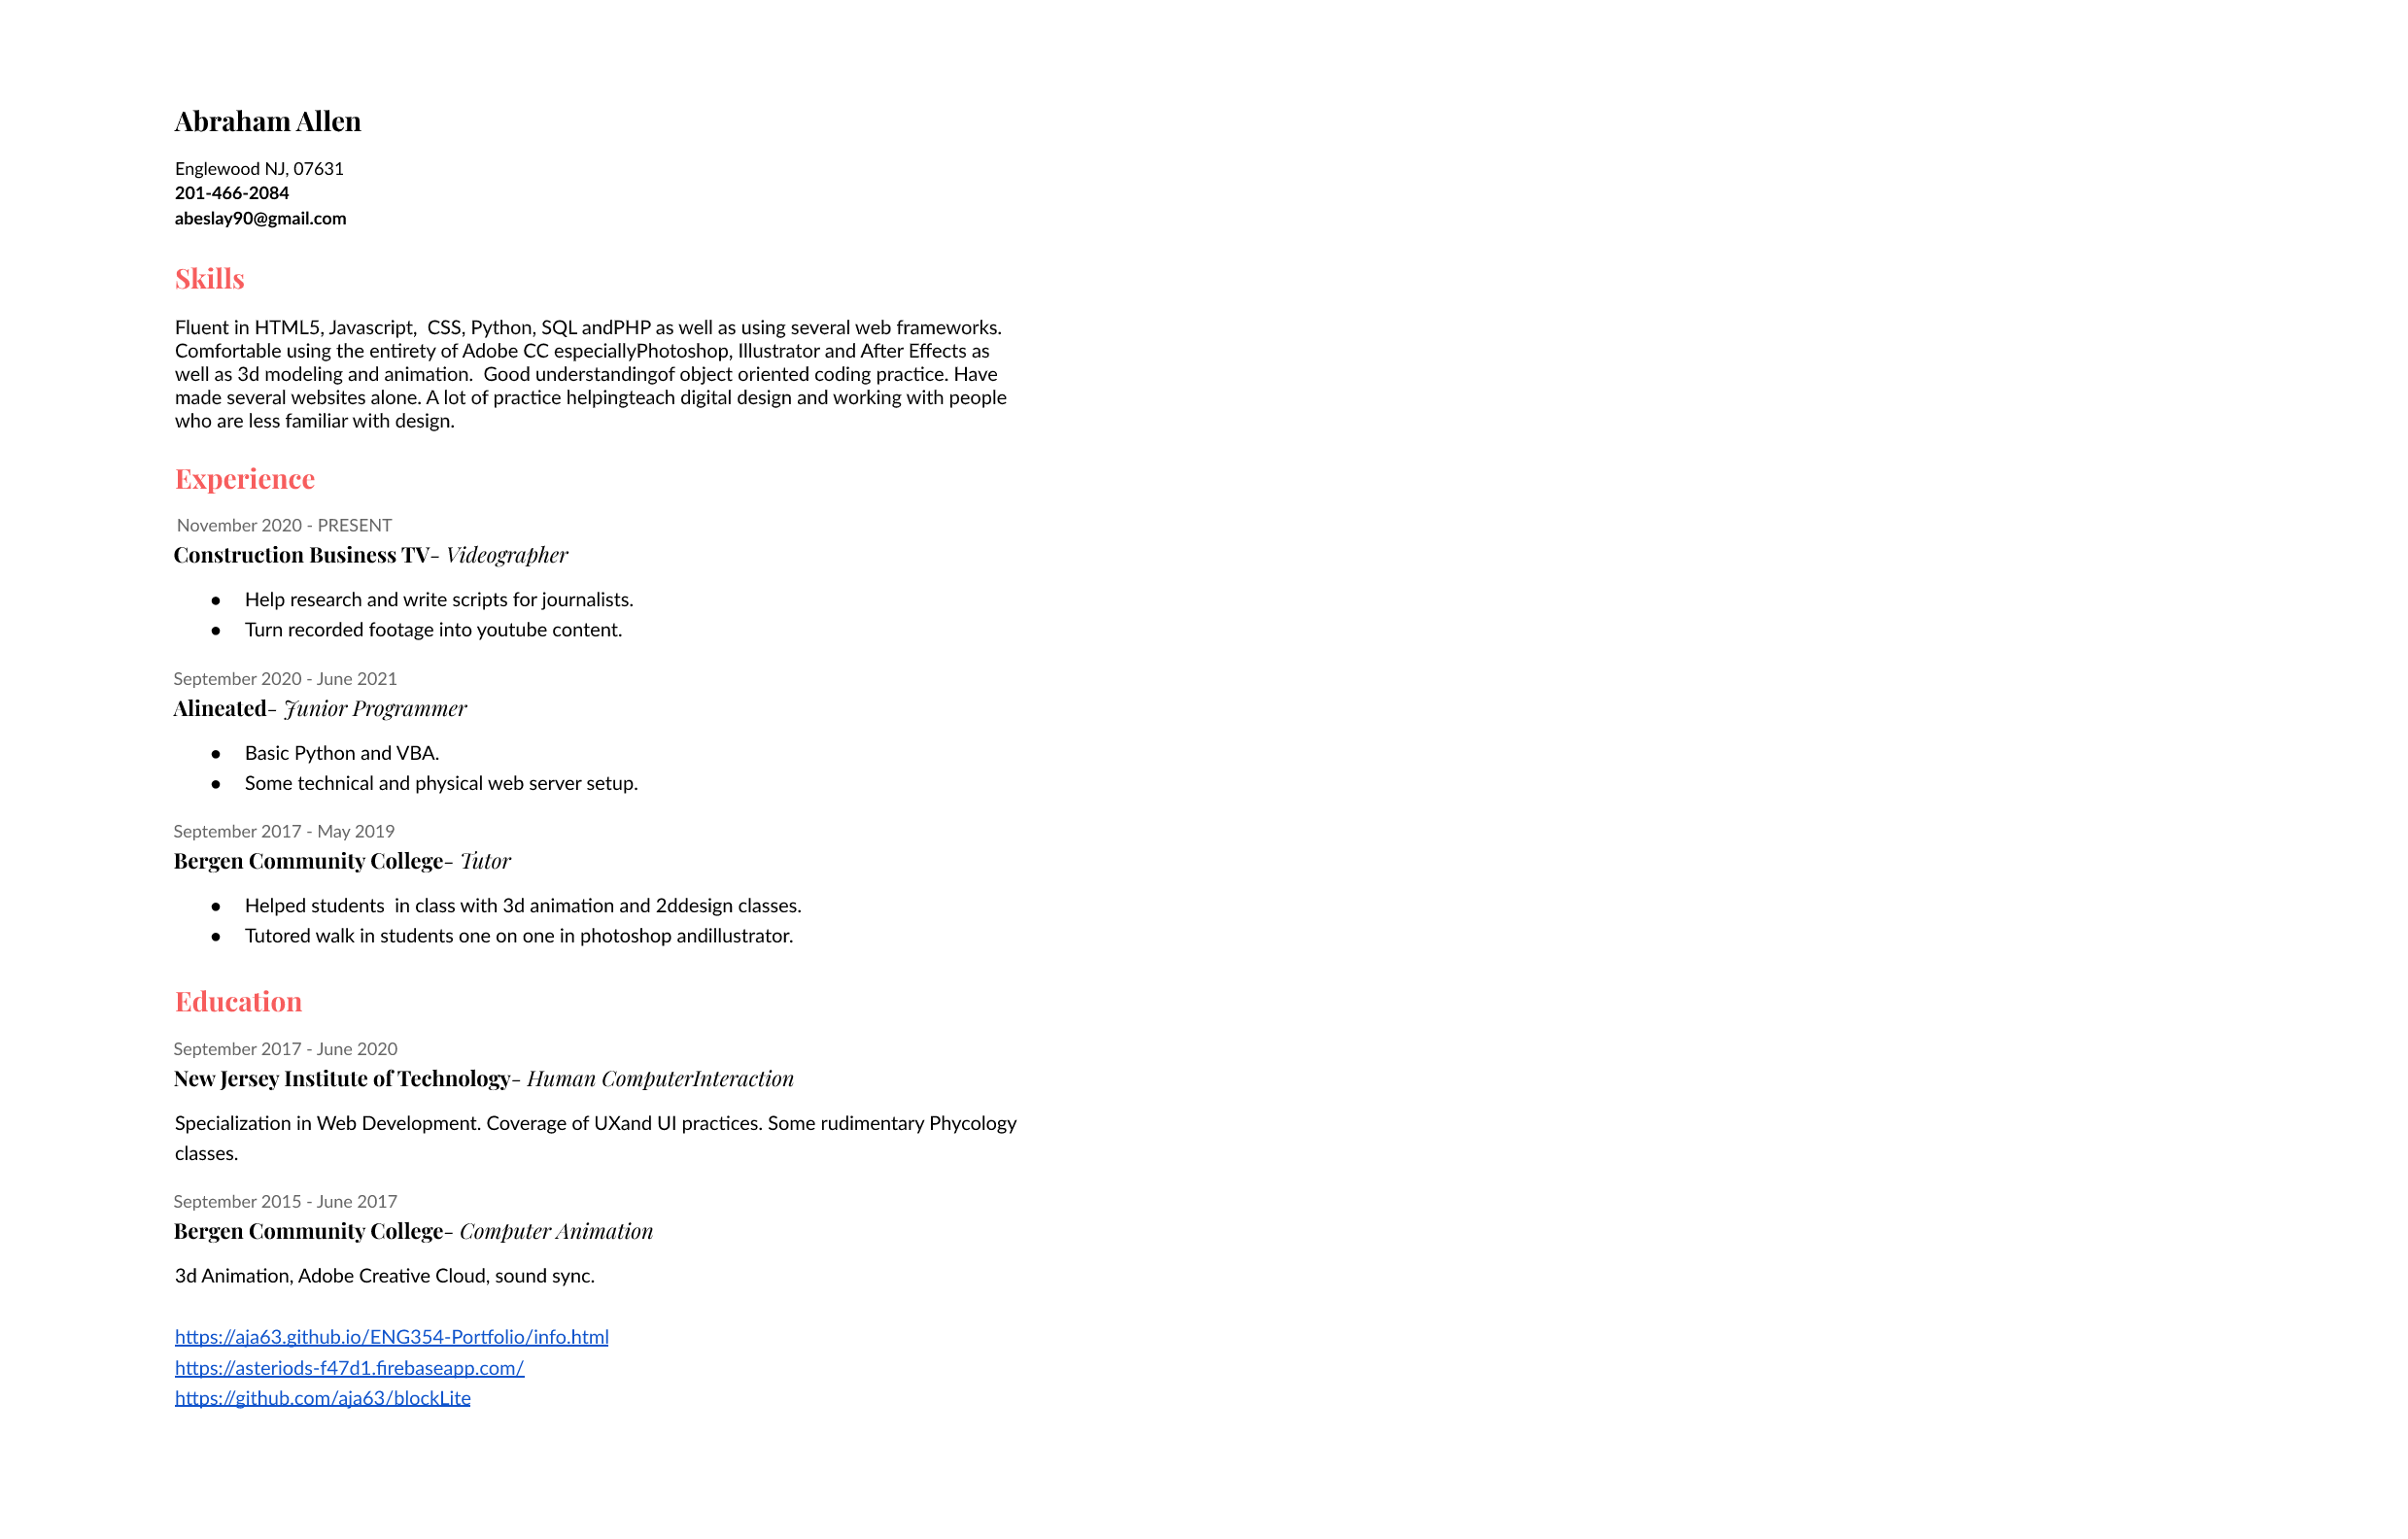 Abraham Allen
Englewood NJ, 07631
201-466-2084
abeslay90@gmail.com
Skills
Fluent in HTML5, Javascript,  CSS, Python, SQL andPHP as well as using several web frameworks.
Comfortable using the entirety of Adobe CC especiallyPhotoshop, Illustrator and After Effects as
well as 3d modeling and animation.  Good understandingof object oriented coding practice. Have
made several websites alone. A lot of practice helpingteach digital design and working with people
who are less familiar with design.
Experience
November 2020 - PRESENT
Construction Business TV– Videographer
● Help research and write scripts for journalists.
● Turn recorded footage into youtube content.
September 2020 - June 2021
Alineated– Junior Programmer
● Basic Python and VBA.
● Some technical and physical web server setup.
September 2017 - May 2019
Bergen Community College– Tutor
● Helped students  in class with 3d animation and 2ddesign classes.
● Tutored walk in students one on one in photoshop andillustrator.
Education
September 2017 - June 2020
New Jersey Institute of Technology– Human ComputerInteraction
Specialization in Web Development. Coverage of UXand UI practices. Some rudimentary Phycology
classes.
September 2015 - June 2017
Bergen Community College– Computer Animation
3d Animation, Adobe Creative Cloud, sound sync.
https://aja63.github.io/ENG354-Portfolio/info.html
https://asteriods-f47d1.firebaseapp.com/
https://github.com/aja63/blockLite